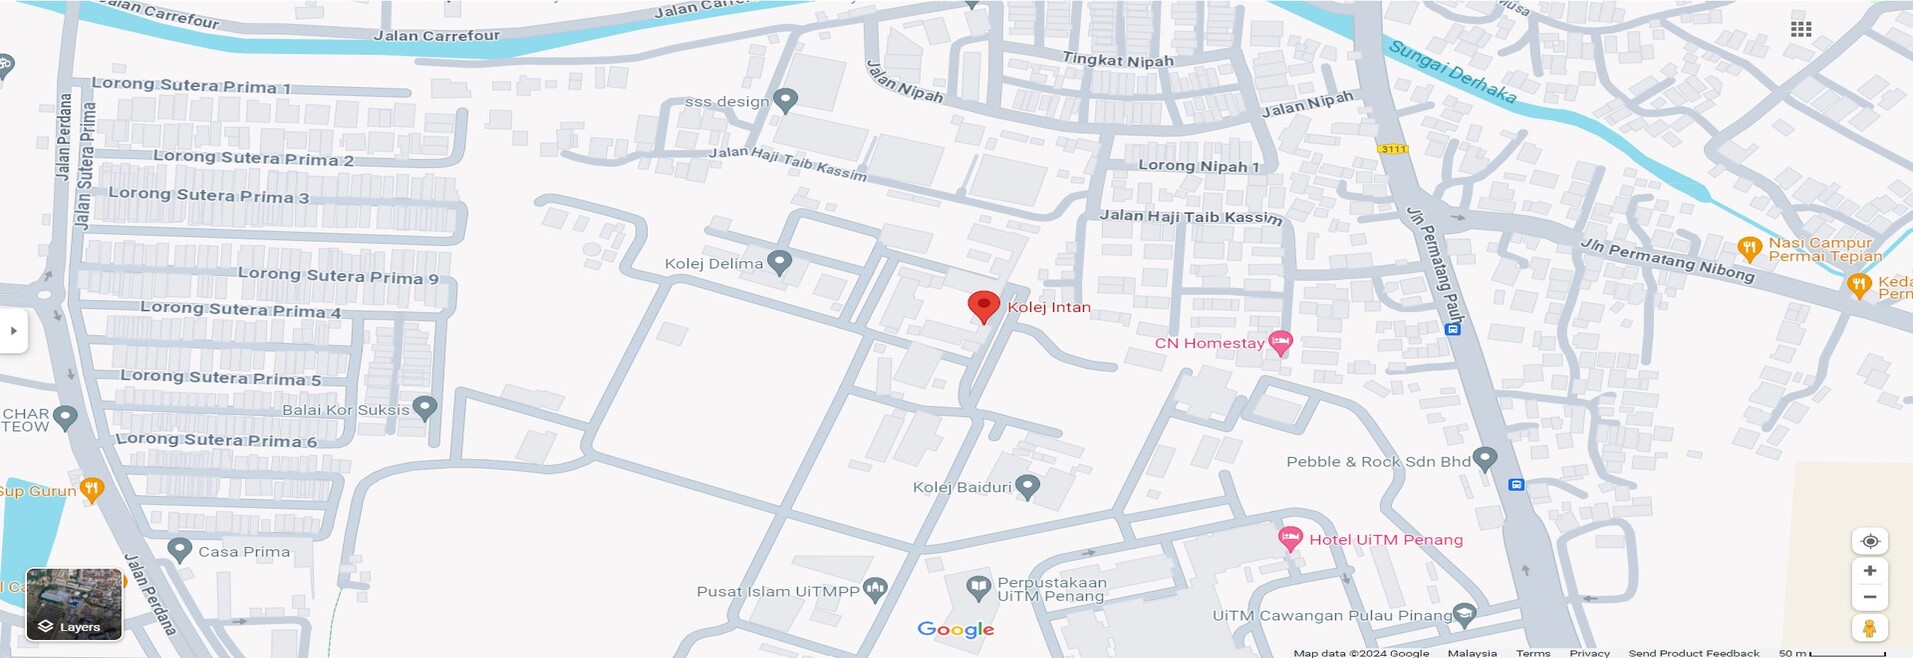 Jalan Carrefour
Jalan Carrefour
Jalan Carref
Musa
Tingkat Nipah
Sungai Derhaka
Jalan Nipah
Jalan Nipah
Lorong Sutera Prima 1
Jalan Perdana
Jalan Sutera Prima
sss design
3111
Lorong Sutera Prima 2
Jalan Haji Taib Kassim
Lorong Nipah 1
Lorong Sutera Prima 3
Jalan Haji Taib Kassim
Jln Permatang Pauh
Jln Permatang Nibong
Nasi Campur
Permai Tepian
Kolej Delima
Lorong Sutera Prima 9
Keda
Perm
Lorong Sutera Prima 4
Kolej Intan
CN Homestay
Lorong Sutera Prima 5
Balai Kor Suksis
CHAR
TEOW
Lorong Sutera Prima 6
Pebble & Rock Sdn Bhd
Sup Gurun
Kolej Baiduri
Casa Prima
Jalan Perdana
Hotel UiTM Penang
Pusat Islam UiTMPP
Perpustakaan
UiTM Penang
UiTM Cawangan Pulau Pinang
Layers
Google
Map data ©2024 Google Malaysia Terms Privacy Send Product Feedback 50 m